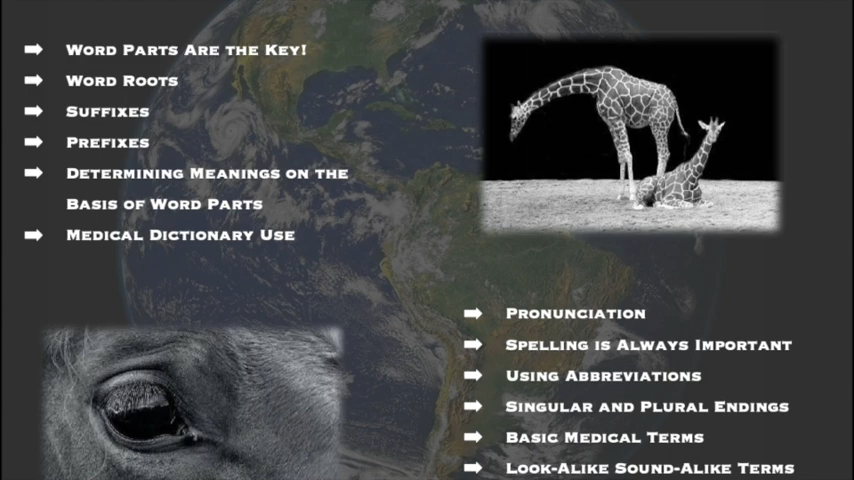 Word Parts Are the Key!
Word Roots
Suffixes
Prefixes
Determining Meanings on the
Basis of Word Parts
Medical Dictionary Use
Pronunciation
Spelling is Always Important
Using Abbreviations
Singular and Plural Endings
Basic Medical Terms
Look-Alike Sound-Alike Terms